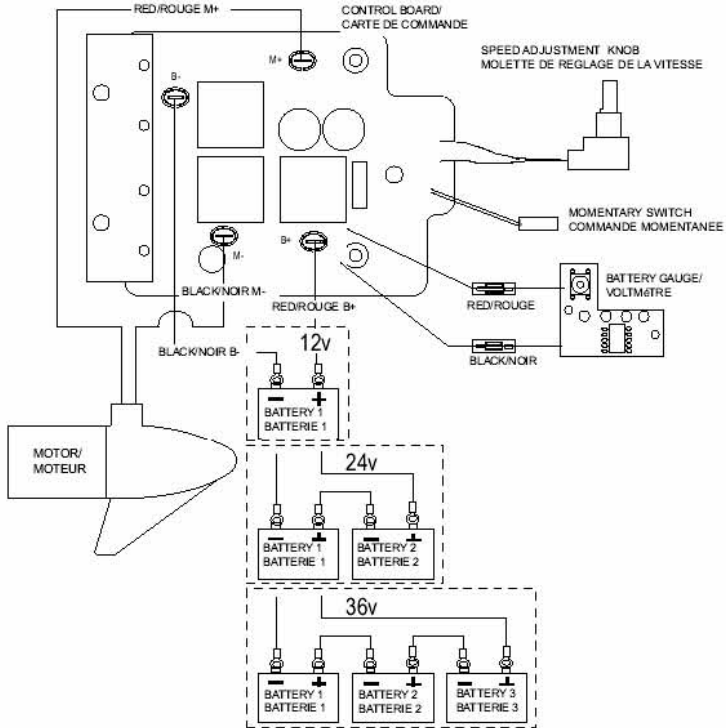 RED/ROUGE M+
CONTROL BOARD/
CARTE DE COMMANDE
SPEED ADJUSTMENT KNOB
MOLETTE DE REGLAGE DE LA VITESSE
M+
B-
MOMENTARY SWITCH
COMMANDE MOMENTANEE
B+
M-
BATTERY GAUGE/
VOLTMéTRE
BLACK/NOIR M-
RED/ROUGE B+
RED/ROUGE
BLACK/NOIR B-
BLACK/NOIR
12v
BATTERY 1
BATTERIE 1
MOTOR/
MOTEUR
24v
BATTERY 1
BATTERIE 1
BATTERY 2
BATTERIE 2
36v
BATTERY 1
BATTERIE 1
BATTERY 2
BATTERIE 2
BATTERY 3
BATTERIE 3